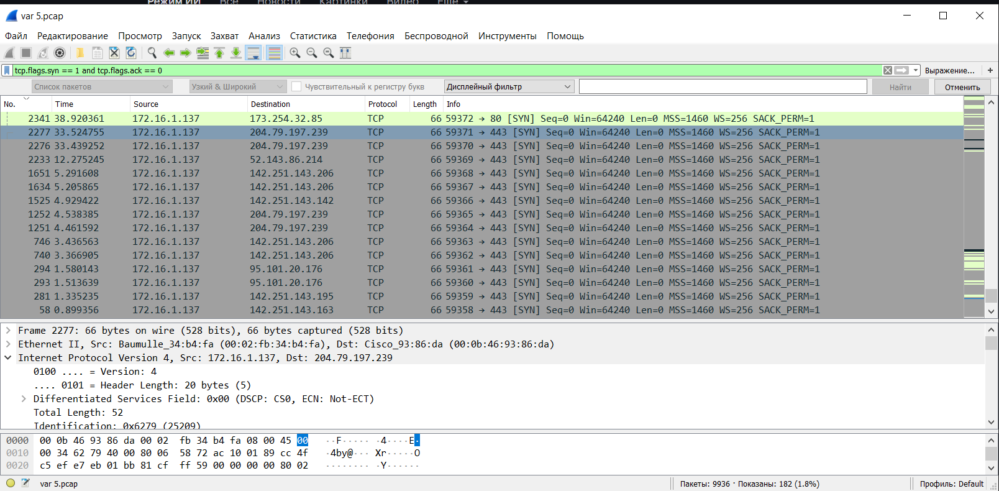 Режим ИИ Все Новости Картинки Видео Ещё
var 5.pcap
Файл Редактирование Просмотр Запуск Захват Анализ Статистика Телефония Беспроводной Инструменты Помощь
tcp.flags.syn == 1 and tcp.flags.ack == 0 Выражение… +
Список пакетов Узкий & Широкий Чувствительный к регистру букв Дисплейный фильтр Найти Отменить
No. Time Source Destination Protocol Length Info
2341 38.920361 172.16.1.137 173.254.32.85 TCP 66 59372 → 80 [SYN] Seq=0 Win=64240 Len=0 MSS=1460 WS=256 SACK_PERM=1
2277 33.524755 172.16.1.137 204.79.197.239 TCP 66 59371 → 443 [SYN] Seq=0 Win=64240 Len=0 MSS=1460 WS=256 SACK_PERM=1
2276 33.439252 172.16.1.137 204.79.197.239 TCP 66 59370 → 443 [SYN] Seq=0 Win=64240 Len=0 MSS=1460 WS=256 SACK_PERM=1
2233 12.275245 172.16.1.137 52.143.86.214 TCP 66 59369 → 443 [SYN] Seq=0 Win=64240 Len=0 MSS=1460 WS=256 SACK_PERM=1
1651 5.291608 172.16.1.137 142.251.143.206 TCP 66 59368 → 443 [SYN] Seq=0 Win=64240 Len=0 MSS=1460 WS=256 SACK_PERM=1
1634 5.205865 172.16.1.137 142.251.143.206 TCP 66 59367 → 443 [SYN] Seq=0 Win=64240 Len=0 MSS=1460 WS=256 SACK_PERM=1
1525 4.929422 172.16.1.137 142.251.143.142 TCP 66 59366 → 443 [SYN] Seq=0 Win=64240 Len=0 MSS=1460 WS=256 SACK_PERM=1
1252 4.538385 172.16.1.137 204.79.197.239 TCP 66 59365 → 443 [SYN] Seq=0 Win=64240 Len=0 MSS=1460 WS=256 SACK_PERM=1
1251 4.461592 172.16.1.137 204.79.197.239 TCP 66 59364 → 443 [SYN] Seq=0 Win=64240 Len=0 MSS=1460 WS=256 SACK_PERM=1
746 3.436563 172.16.1.137 142.251.143.206 TCP 66 59363 → 443 [SYN] Seq=0 Win=64240 Len=0 MSS=1460 WS=256 SACK_PERM=1
740 3.366905 172.16.1.137 142.251.143.206 TCP 66 59362 → 443 [SYN] Seq=0 Win=64240 Len=0 MSS=1460 WS=256 SACK_PERM=1
294 1.580143 172.16.1.137 95.101.20.176 TCP 66 59361 → 443 [SYN] Seq=0 Win=64240 Len=0 MSS=1460 WS=256 SACK_PERM=1
293 1.513639 172.16.1.137 95.101.20.176 TCP 66 59360 → 443 [SYN] Seq=0 Win=64240 Len=0 MSS=1460 WS=256 SACK_PERM=1
281 1.335235 172.16.1.137 142.251.143.195 TCP 66 59359 → 443 [SYN] Seq=0 Win=64240 Len=0 MSS=1460 WS=256 SACK_PERM=1
58 0.899356 172.16.1.137 142.251.143.163 TCP 66 59358 → 443 [SYN] Seq=0 Win=64240 Len=0 MSS=1460 WS=256 SACK_PERM=1
Frame 2277: 66 bytes on wire (528 bits), 66 bytes captured (528 bits)
Ethernet II, Src: Baumulle_34:b4:fa (00:02:fb:34:b4:fa), Dst: Cisco_93:86:da (00:0b:46:93:86:da)
Internet Protocol Version 4, Src: 172.16.1.137, Dst: 204.79.197.239
0100 .... = Version: 4
.... 0101 = Header Length: 20 bytes (5)
Differentiated Services Field: 0x00 (DSCP: CS0, ECN: Not-ECT)
Total Length: 52
Identification: 0x6279 (25209)
0000 00 0b 46 93 86 da 00 02 fb 34 b4 fa 08 00 45 00 ··F····· ·4····E·
0010 00 34 62 79 40 00 80 06 58 72 ac 10 01 89 cc 4f ·4by@··· Xr·····O
0020 c5 ef e7 eb 01 bb 81 cf ff 59 00 00 00 00 80 02 ········ ·Y······
var 5.pcap Пакеты: 9936 · Показаны: 182 (1.8%) Профиль: Default